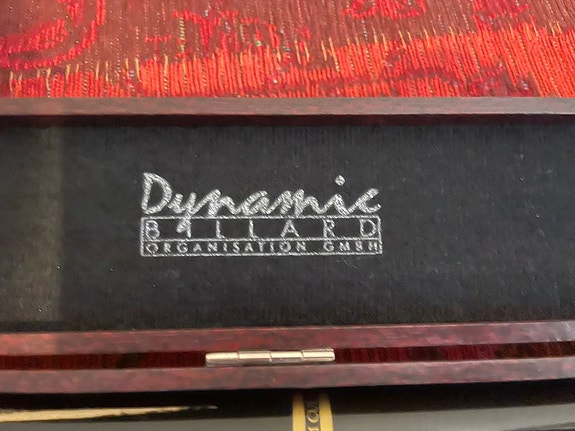 Dynamic
BILLARD
ORGANISATION GMBH